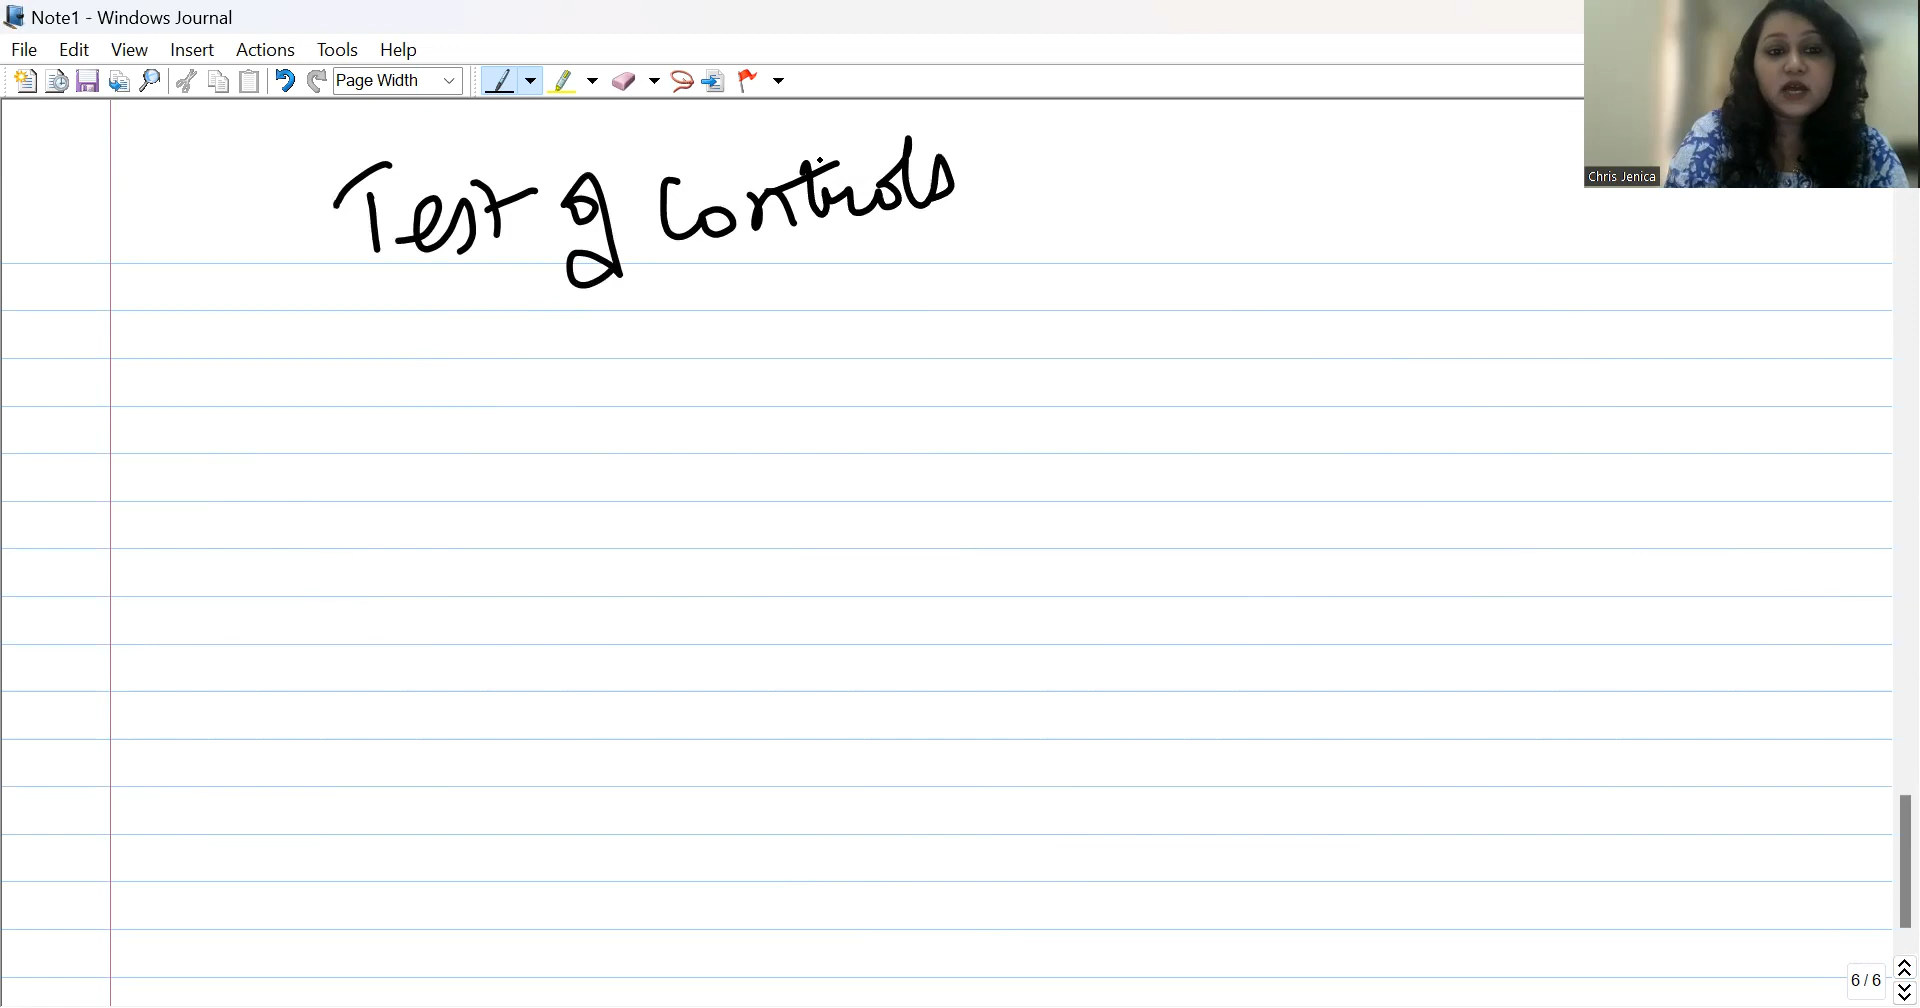 Note1 - Windows Journal
File Edit View Insert Actions Tools Help
Page Width
Chris Jenica
Test of Controls
6 / 6